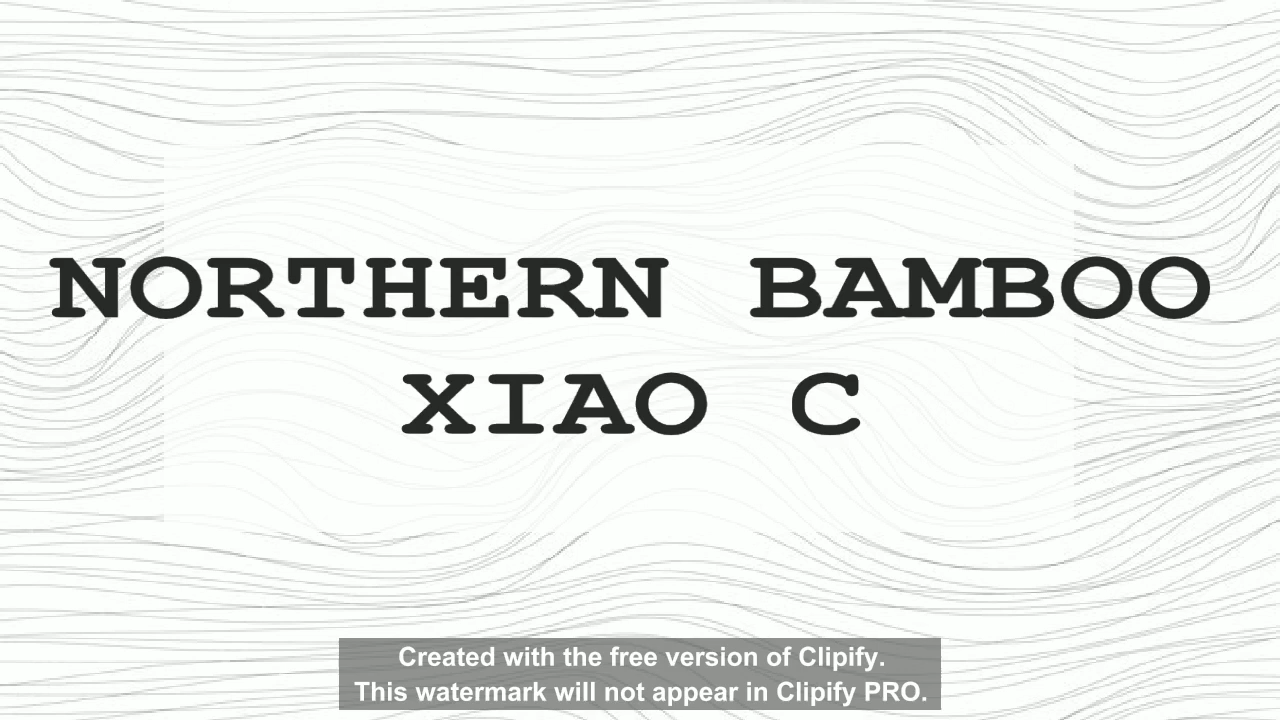 NORTHERN BAMBOO
XIAO C
Created with the free version of Clipify.
This watermark will not appear in Clipify PRO.